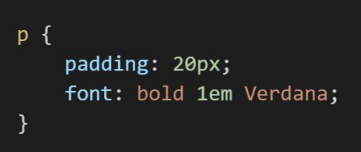 p {
    padding: 20px;
    font: bold 1em Verdana;
}